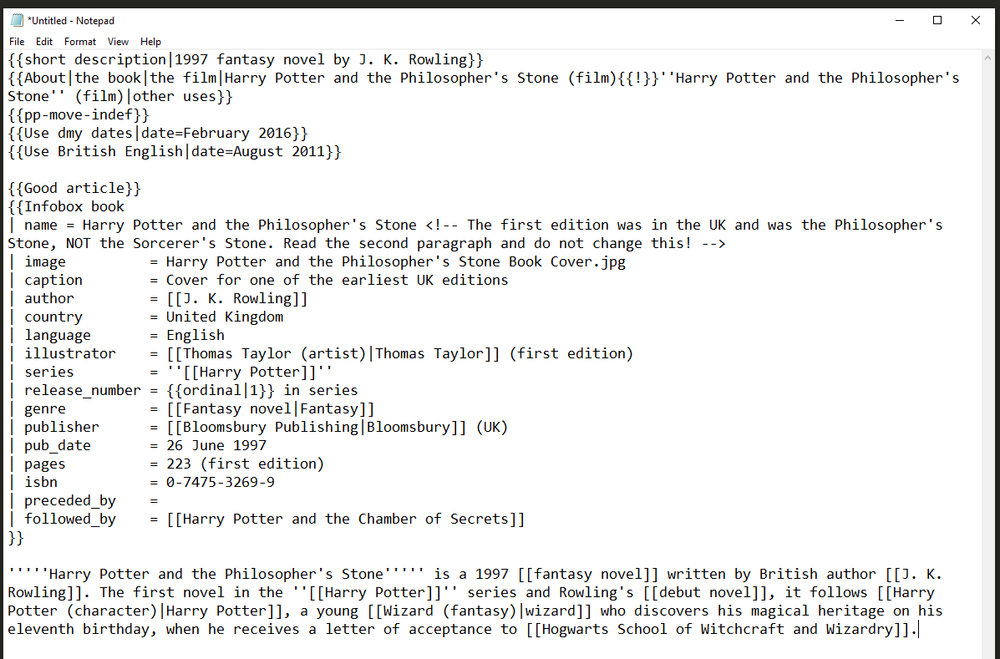 *Untitled - Notepad
File Edit Format View Help
{{short description|1997 fantasy novel by J. K. Rowling}}
{{About|the book|the film|Harry Potter and the Philosopher's Stone (film){{!}}''Harry Potter and the Philosopher's
Stone'' (film)|other uses}}
{{pp-move-indef}}
{{Use dmy dates|date=February 2016}}
{{Use British English|date=August 2011}}
{{Good article}}
{{Infobox book
| name = Harry Potter and the Philosopher's Stone <!-- The first edition was in the UK and was the Philosopher's
Stone, NOT the Sorcerer's Stone. Read the second paragraph and do not change this! -->
| image          = Harry Potter and the Philosopher's Stone Book Cover.jpg
| caption        = Cover for one of the earliest UK editions
| author         = [[J. K. Rowling]]
| country        = United Kingdom
| language       = English
| illustrator    = [[Thomas Taylor (artist)|Thomas Taylor]] (first edition)
| series         = ''[[Harry Potter]]''
| release_number = {{ordinal|1}} in series
| genre          = [[Fantasy novel|Fantasy]]
| publisher      = [[Bloomsbury Publishing|Bloomsbury]] (UK)
| pub_date       = 26 June 1997
| pages          = 223 (first edition)
| isbn           = 0-7475-3269-9
| preceded_by    =
| followed_by    = [[Harry Potter and the Chamber of Secrets]]
}}
'''''Harry Potter and the Philosopher's Stone''''' is a 1997 [[fantasy novel]] written by British author [[J. K.
Rowling]]. The first novel in the ''[[Harry Potter]]'' series and Rowling's [[debut novel]], it follows [[Harry
Potter (character)|Harry Potter]], a young [[Wizard (fantasy)|wizard]] who discovers his magical heritage on his
eleventh birthday, when he receives a letter of acceptance to [[Hogwarts School of Witchcraft and Wizardry]].